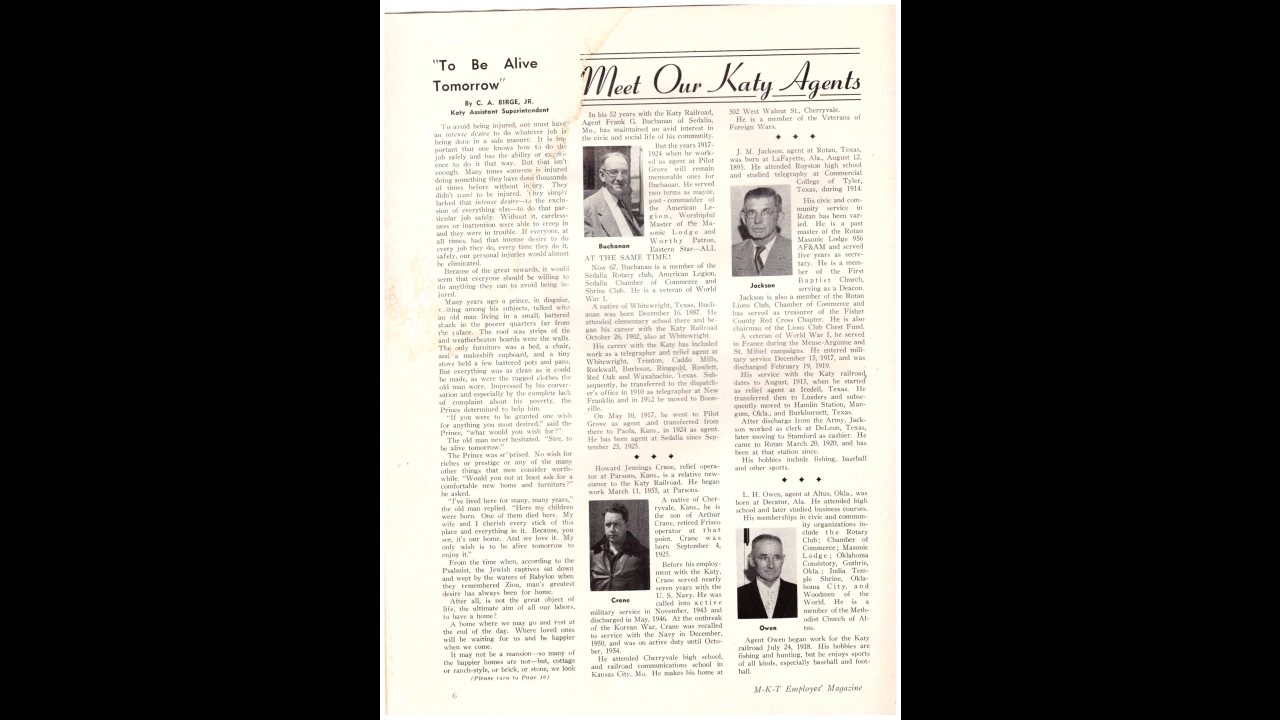 "To Be Alive
Tomorrow"
By C. A. BIRGE, JR.
Katy Assistant Superintendent
To avoid being injured, one must have
an intense desire to do whatever job is
being done in a safe manner. It is im-
portant that one knows how to do the
job safely and has the ability or experi-
ence to do it that way. But that isn't
enough. Many times someone is injured
doing something they have done thousands
of times before without injury. They
didn't want to be injured. They simply
lacked that intense desire—to the exclu-
sion of everything else—to do that par-
ticular job safely. Without it, careless-
ness or inattention were able to creep in
and they were in trouble. If everyone, at
all times, had that intense desire to do
every job they do, every time they do it,
safely, our personal injuries would almost
be eliminated.
Because of the great rewards, it would
seem that everyone should be willing to
do anything they can to avoid being in-
jured.
Many years ago a prince, in disguise,
visiting among his subjects, talked with
an old man living in a small, battered
shack in the poorer quarters far from
the palace. The roof was strips of tin
and weatherbeaten boards were the walls.
The only furniture was a bed, a chair,
and a makeshift cupboard, and a tiny
stove held a few battered pots and pans.
But everything was as clean as it could
be made, as were the ragged clothes the
old man wore. Impressed by his conver-
sation and especially by the complete lack
of complaint about his poverty, the
Prince determined to help him.
"If you were to be granted one wish
for anything you most desired," said the
Prince, "what would you wish for?"
The old man never hesitated. "Sire, to
be alive tomorrow."
The Prince was surprised. No wish for
riches or prestige or any of the many
other things that men consider worth-
while. "Would you not at least ask for a
comfortable new home and furniture?"
he asked.
"I've lived here for many, many years,"
the old man replied. "Here my children
were born. One of them died here. My
wife and I cherish every stick of this
place and everything in it. Because, you
see, it's our home. And we love it. My
only wish is to be alive tomorrow to
enjoy it."
From the time when, according to the
Psalmist, the Jewish captives sat down
and wept by the waters of Babylon when
they remembered Zion, man's greatest
desire has always been for home.
After all, is not the great object of
life, the ultimate aim of all our labors,
to have a home?
A home where we may go and rest at
the end of the day. Where loved ones
will be waiting for us and be happier
when we come.
It may not be a mansion—so many of
the happier homes are not—but, cottage
or ranch-style, or brick, or stone, we look
(Please turn to Page 16)
6
Meet Our Katy Agents
In his 52 years with the Katy Railroad,
Agent Frank G. Buchanan of Sedalia,
Mo., has maintained an avid interest in
the civic and social life of his community.
But the years 1917-
1924 when he work-
ed as agent at Pilot
Grove will remain
memorable ones for
Buchanan. He served
two terms as mayor,
post-commander of
the American Le-
gion, Worshipful
Master of the Ma-
sonic Lodge and
Worthy Patron,
Eastern Star—ALL
AT THE SAME TIME!
Buchanan
Now 67, Buchanan is a member of the
Sedalia Rotary club, American Legion,
Sedalia Chamber of Commerce and
Shrine Club. He is a veteran of World
War I.
A native of Whitewright, Texas, Buch-
anan was born December 16, 1887. He
attended elementary school there and be-
gan his career with the Katy Railroad
October 26, 1902, also at Whitewright.
His career with the Katy has included
work as a telegrapher and relief agent at
Whitewright, Trenton, Caddo Mills,
Rockwall, Burleson, Ringgold, Rowlett,
Red Oak and Waxahachie, Texas. Sub-
sequently, he transferred to the dispatch-
er's office in 1910 as telegrapher at New
Franklin and in 1912 he moved to Boon-
ville.
On May 10, 1917, he went to Pilot
Grove as agent and transferred from
there to Paola, Kans., in 1924 as agent.
He has been agent at Sedalia since Sep-
tember 25, 1925.
Howard Jennings Crane, relief opera-
tor at Parsons, Kans., is a relative new-
comer to the Katy Railroad. He began
work March 11, 1955, at Parsons.
A native of Cher-
ryvale, Kans., he is
the son of Arthur
Crane, retired Frisco
operator at that
point. Crane was
born September 4,
1925.
Before his employ-
ment with the Katy,
Crane served nearly
seven years with the
U. S. Navy. He was
called into active
Crane
military service in November, 1943 and
discharged in May, 1946. At the outbreak
of the Korean War, Crane was recalled
to service with the Navy in December,
1950, and was on active duty until Octo-
ber, 1954.
He attended Cherryvale high school,
and railroad communications school in
Kansas City, Mo. He makes his home at
502 West Walnut St., Cherryvale.
He is a member of the Veterans of
Foreign Wars.
J. M. Jackson, agent at Rotan, Texas,
was born at LaFayette, Ala., August 12,
1895. He attended Royston high school
and studied telegraphy at Commercial
College of Tyler,
Texas, during 1914.
His civic and com-
munity service in
Rotan has been var-
ied. He is a past
master of the Rotan
Masonic Lodge 956
AF&AM and served
five years as secre-
tary. He is a mem-
ber of the First
Baptist Church,
serving as a Deacon.
Jackson
Jackson is also a member of the Rotan
Lions Club, Chamber of Commerce and
has served as treasurer of the Fisher
County Red Cross Chapter. He is also
chairman of the Lions Club Chest Fund.
A veteran of World War I, he served
in France during the Meuse-Argonne and
St. Mihiel campaigns. He entered mili-
tary service December 15, 1917, and was
discharged February 19, 1919.
His service with the Katy railroad
dates to August, 1915, when he started
as relief agent at Iredell, Texas. He
transferred then to Lueders and subse-
quently moved to Hamlin Station, Man-
gum, Okla., and Burkburnett, Texas.
After discharge from the Army, Jack-
son worked as clerk at DeLeon, Texas,
later moving to Stamford as cashier. He
came to Rotan March 20, 1920, and has
been at that station since.
His hobbies include fishing, baseball
and other sports.
L. H. Owen, agent at Altus, Okla., was
born at Decatur, Ala. He attended high
school and later studied business courses.
His memberships in civic and commun-
ity organizations in-
clude the Rotary
Club; Chamber of
Commerce; Masonic
Lodge; Oklahoma
Consistory, Guthrie,
Okla.; India Tem-
ple Shrine, Okla-
homa City, and
Woodmen of the
World. He is a
member of the Meth-
odist Church of Al-
tus.
Owen
Agent Owen began work for the Katy
railroad July 24, 1918. His hobbies are
fishing and hunting, but he enjoys sports
of all kinds, especially baseball and foot-
ball.
M-K-T Employes' Magazine